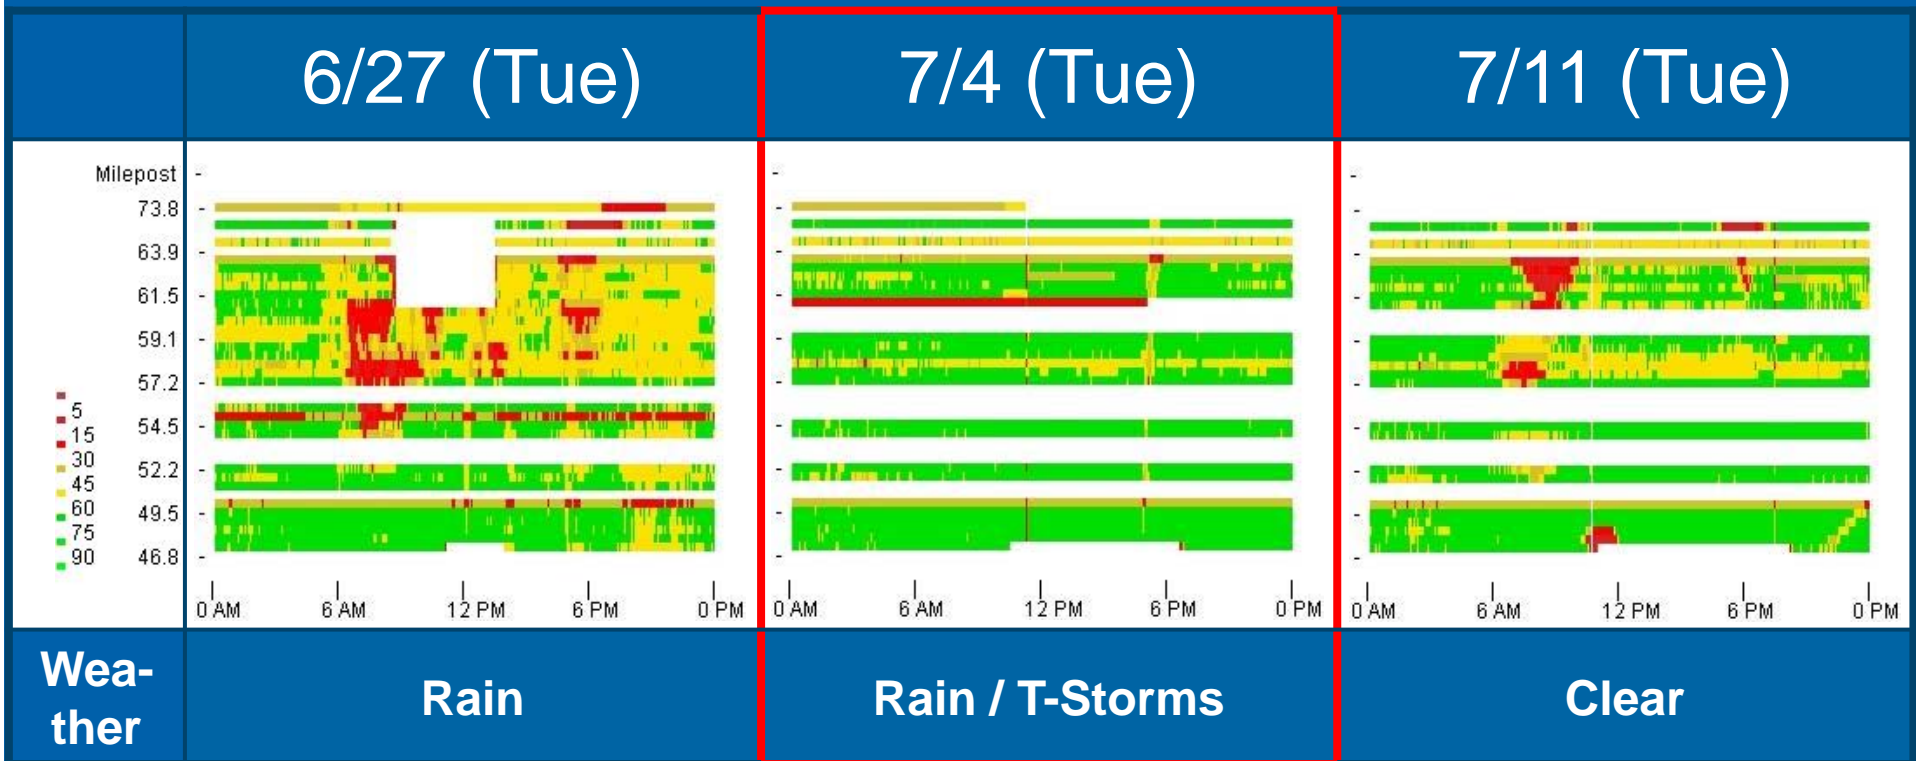 6/27 (Tue)
7/4 (Tue)
7/11 (Tue)
Milepost
73.8
63.9
61.5
59.1
57.2
54.5
52.2
49.5
46.8
5
15
30
45
60
75
90
0 AM 6 AM 12 PM 6 PM 0 PM
0 AM 6 AM 12 PM 6 PM 0 PM
0 AM 6 AM 12 PM 6 PM 0 PM
Wea-
ther
Rain
Rain / T-Storms
Clear